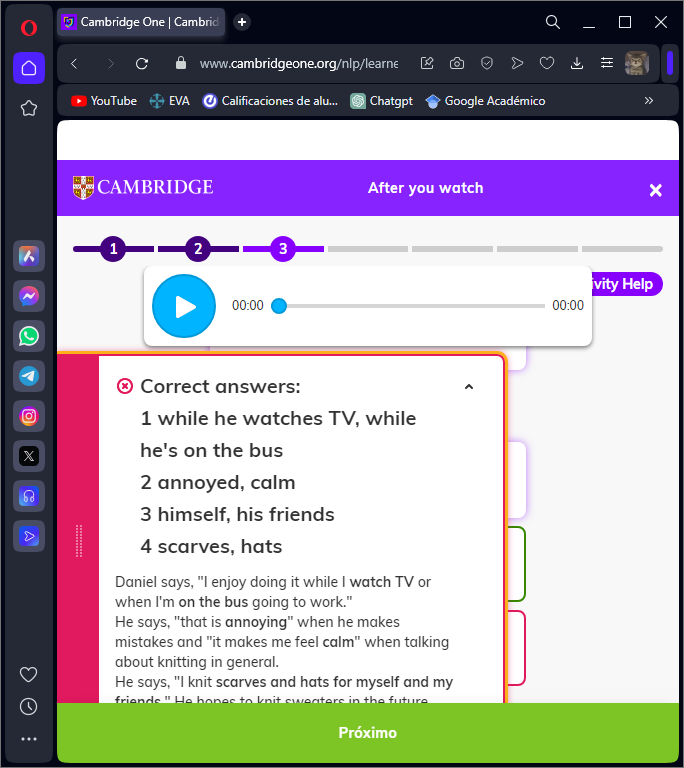 Cambridge One | Cambrid
www.cambridgeone.org/nlp/learne
YouTube
EVA
Calificaciones de alu...
Chatgpt
Google Académico
»
CAMBRIDGE
After you watch
1
2
3
ivity Help
00:00
00:00
Correct answers:
1 while he watches TV, while
he's on the bus
2 annoyed, calm
3 himself, his friends
4 scarves, hats
Daniel says, "I enjoy doing it while I watch TV or
when I'm on the bus going to work."
He says, "that is annoying" when he makes
mistakes and "it makes me feel calm" when talking
about knitting in general.
He says, "I knit scarves and hats for myself and my
friends." He hopes to knit sweaters in the future
Próximo